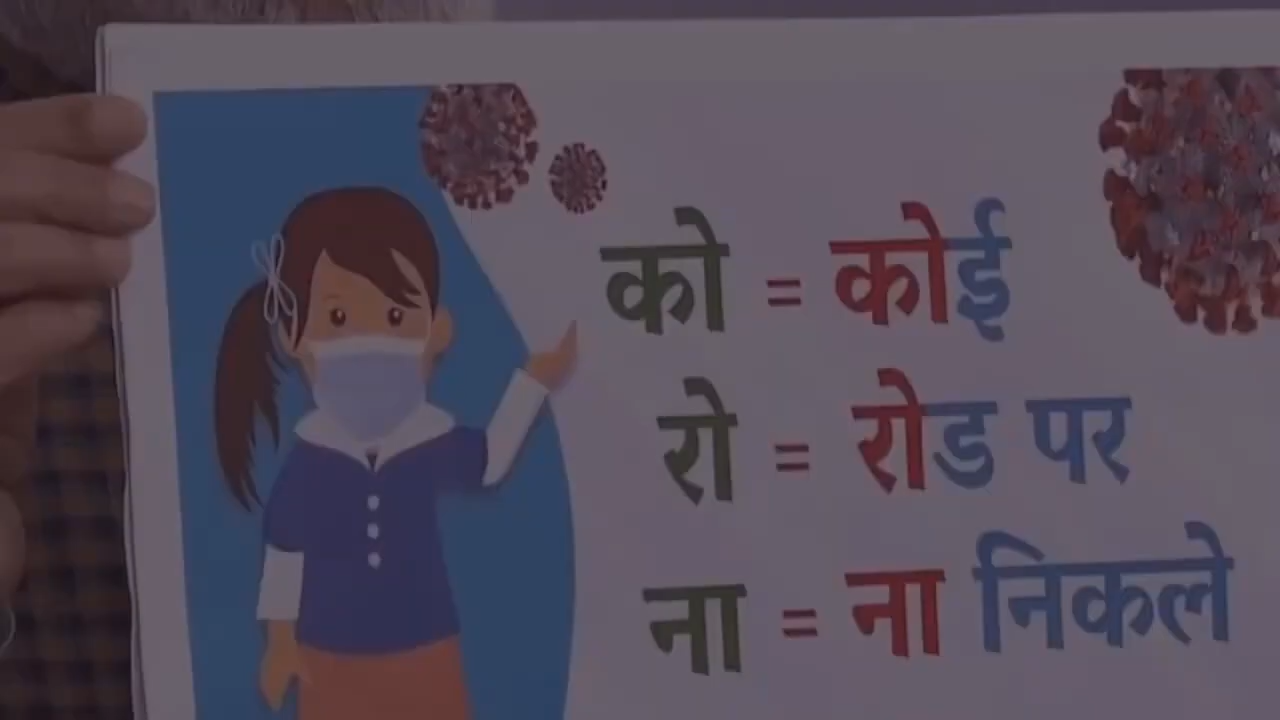 को = कोई
रो = रोड पर
ना = ना निकले